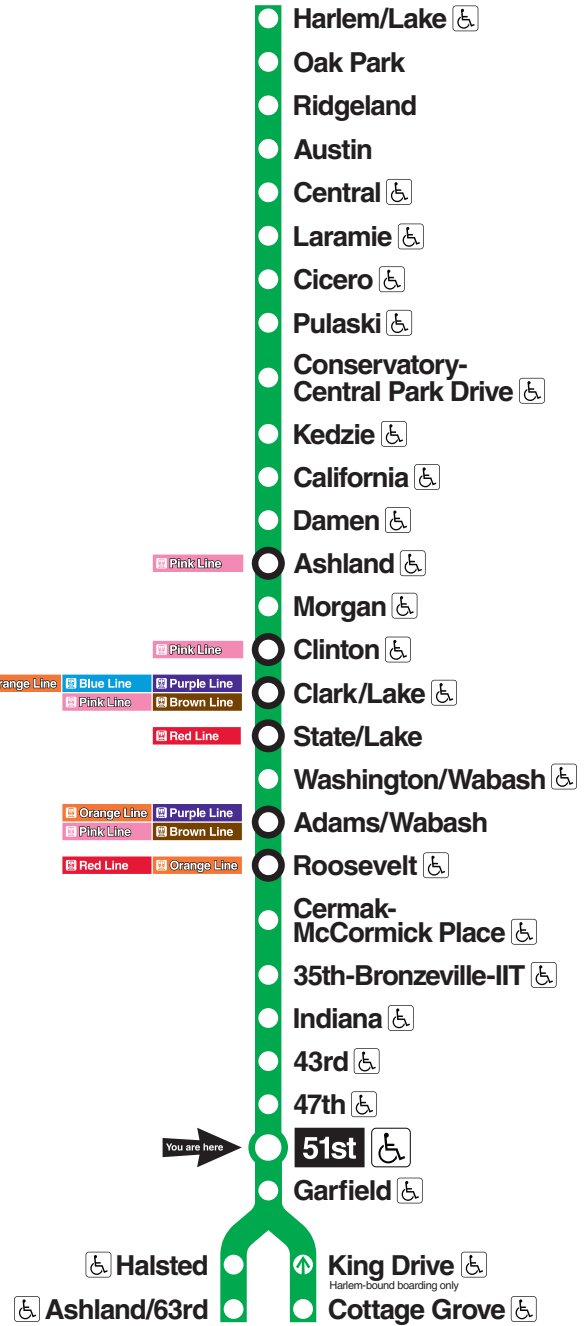 Harlem/Lake
Oak Park
Ridgeland
Austin
Central
Laramie
Cicero
Pulaski
Conservatory-
Central Park Drive
Kedzie
California
Damen
Pink Line Ashland
Morgan
Pink Line Clinton
range Line Blue Line Purple Line Clark/Lake
Pink Line Brown Line
Red Line State/Lake
Washington/Wabash
Orange Line Purple Line Adams/Wabash
Pink Line Brown Line
Red Line Orange Line Roosevelt
Cermak-
McCormick Place
35th-Bronzeville-IIT
Indiana
43rd
47th
You are here 51st
Garfield
Halsted King Drive
Harlem-bound boarding only
Ashland/63rd Cottage Grove